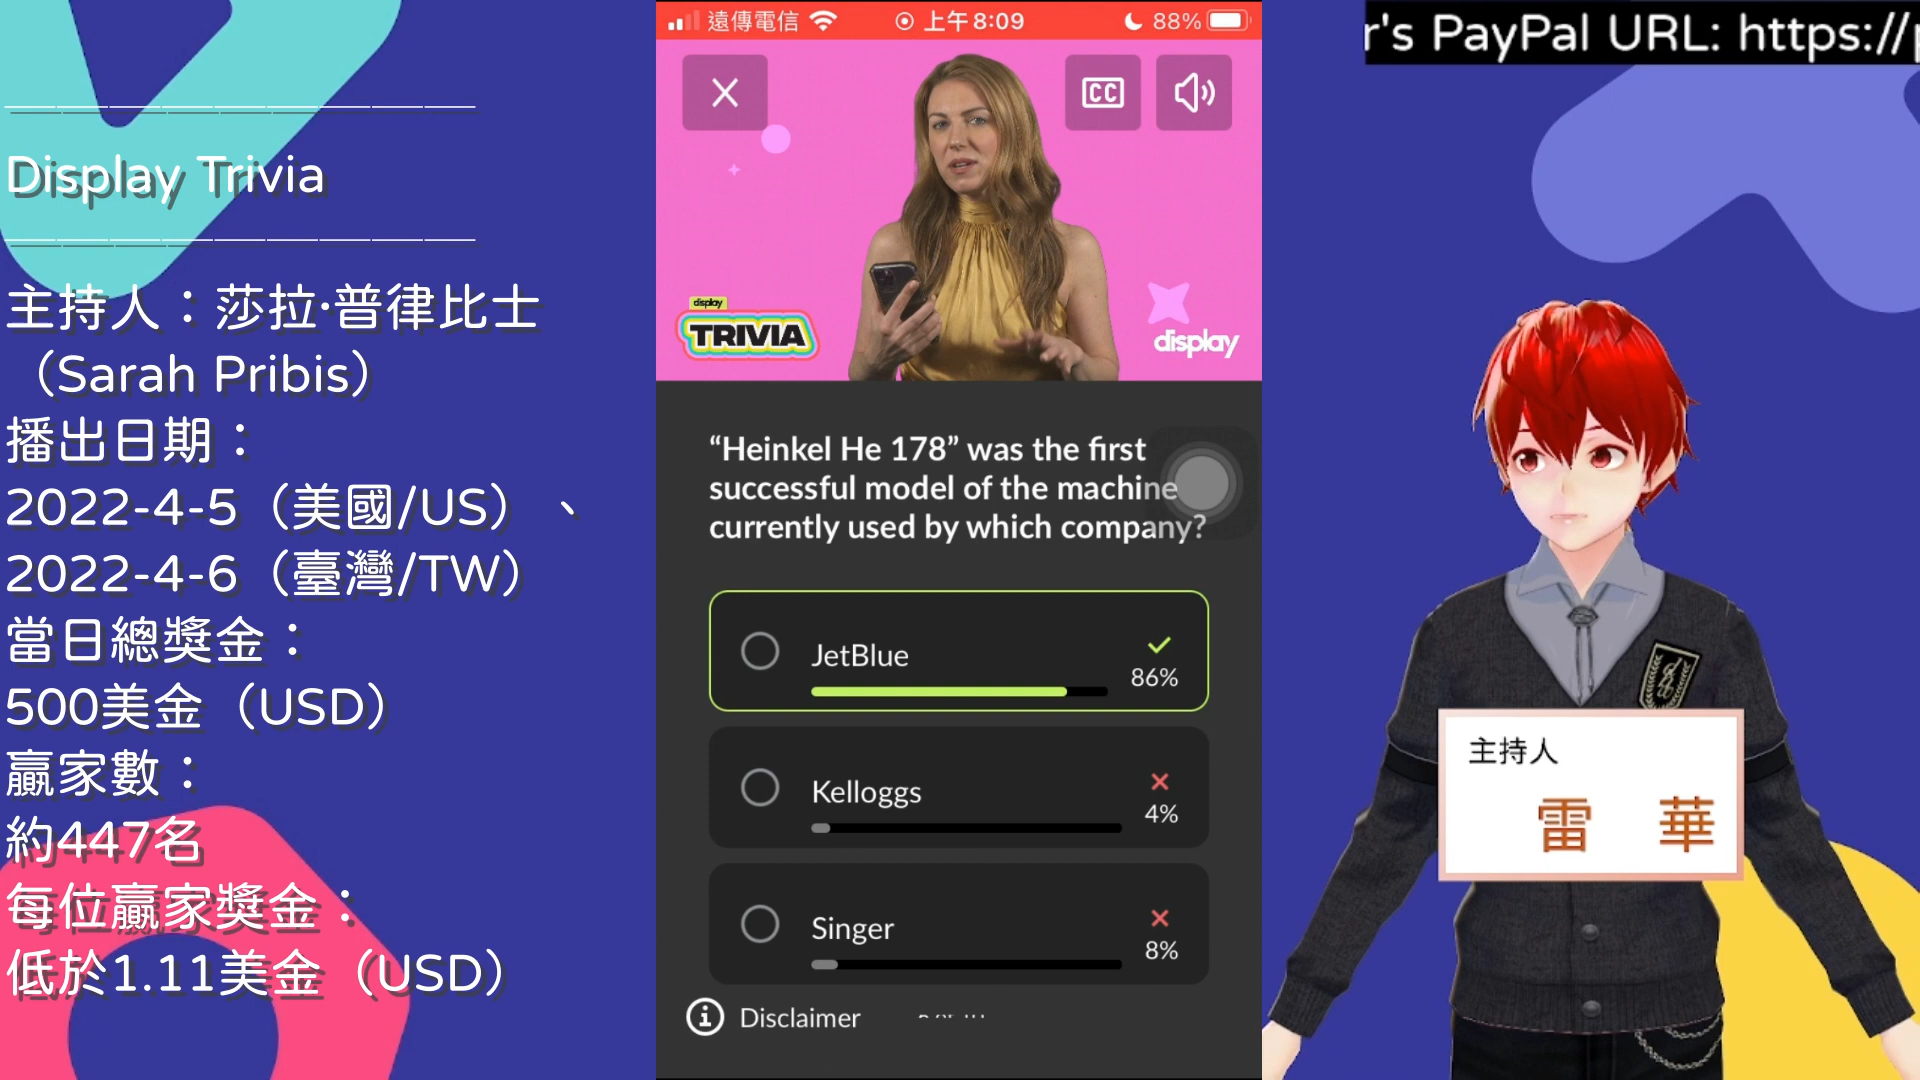 Display Trivia
主持人：莎拉·普律比士
（Sarah Pribis）
播出日期：
2022-4-5（美國/US）、
2022-4-6（臺灣/TW）
當日總獎金：
500美金（USD）
贏家數：
約447名
每位贏家獎金：
低於1.11美金（USD）
遠傳電信
上午8:09
88%
CC
display
TRIVIA
display
“Heinkel He 178” was the first
successful model of the machine
currently used by which company?
JetBlue
86%
Kelloggs
4%
Singer
8%
Disclaimer
r's PayPal URL: https://p
主持人
雷 華